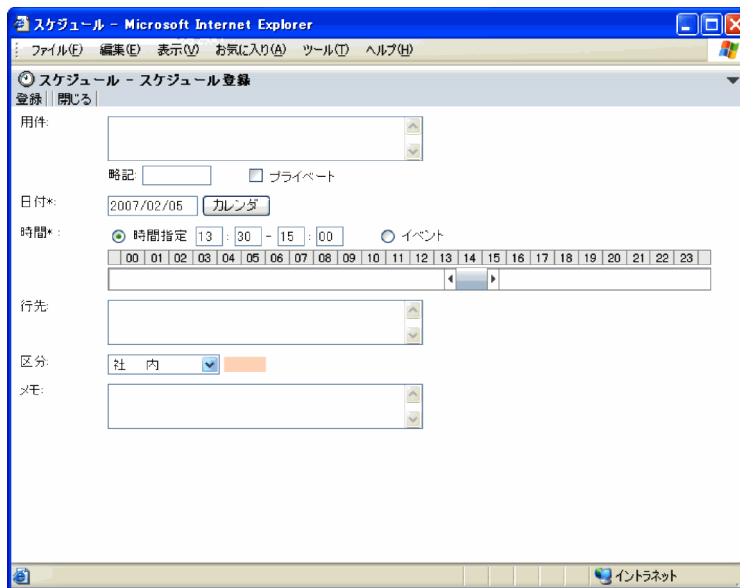 スケジュール - Microsoft Internet Explorer
ファイル(F) 編集(E) 表示(V) お気に入り(A) ツール(T) ヘルプ(H)
スケジュール - スケジュール登録
登録 閉じる
用件:
略記: プライベート
日付*: 2007/02/05 カレンダ
時間*: 時間指定 13 : 30 - 15 : 00 イベント
00 01 02 03 04 05 06 07 08 09 10 11 12 13 14 15 16 17 18 19 20 21 22 23
行先:
区分: 社 内
メモ:
イントラネット